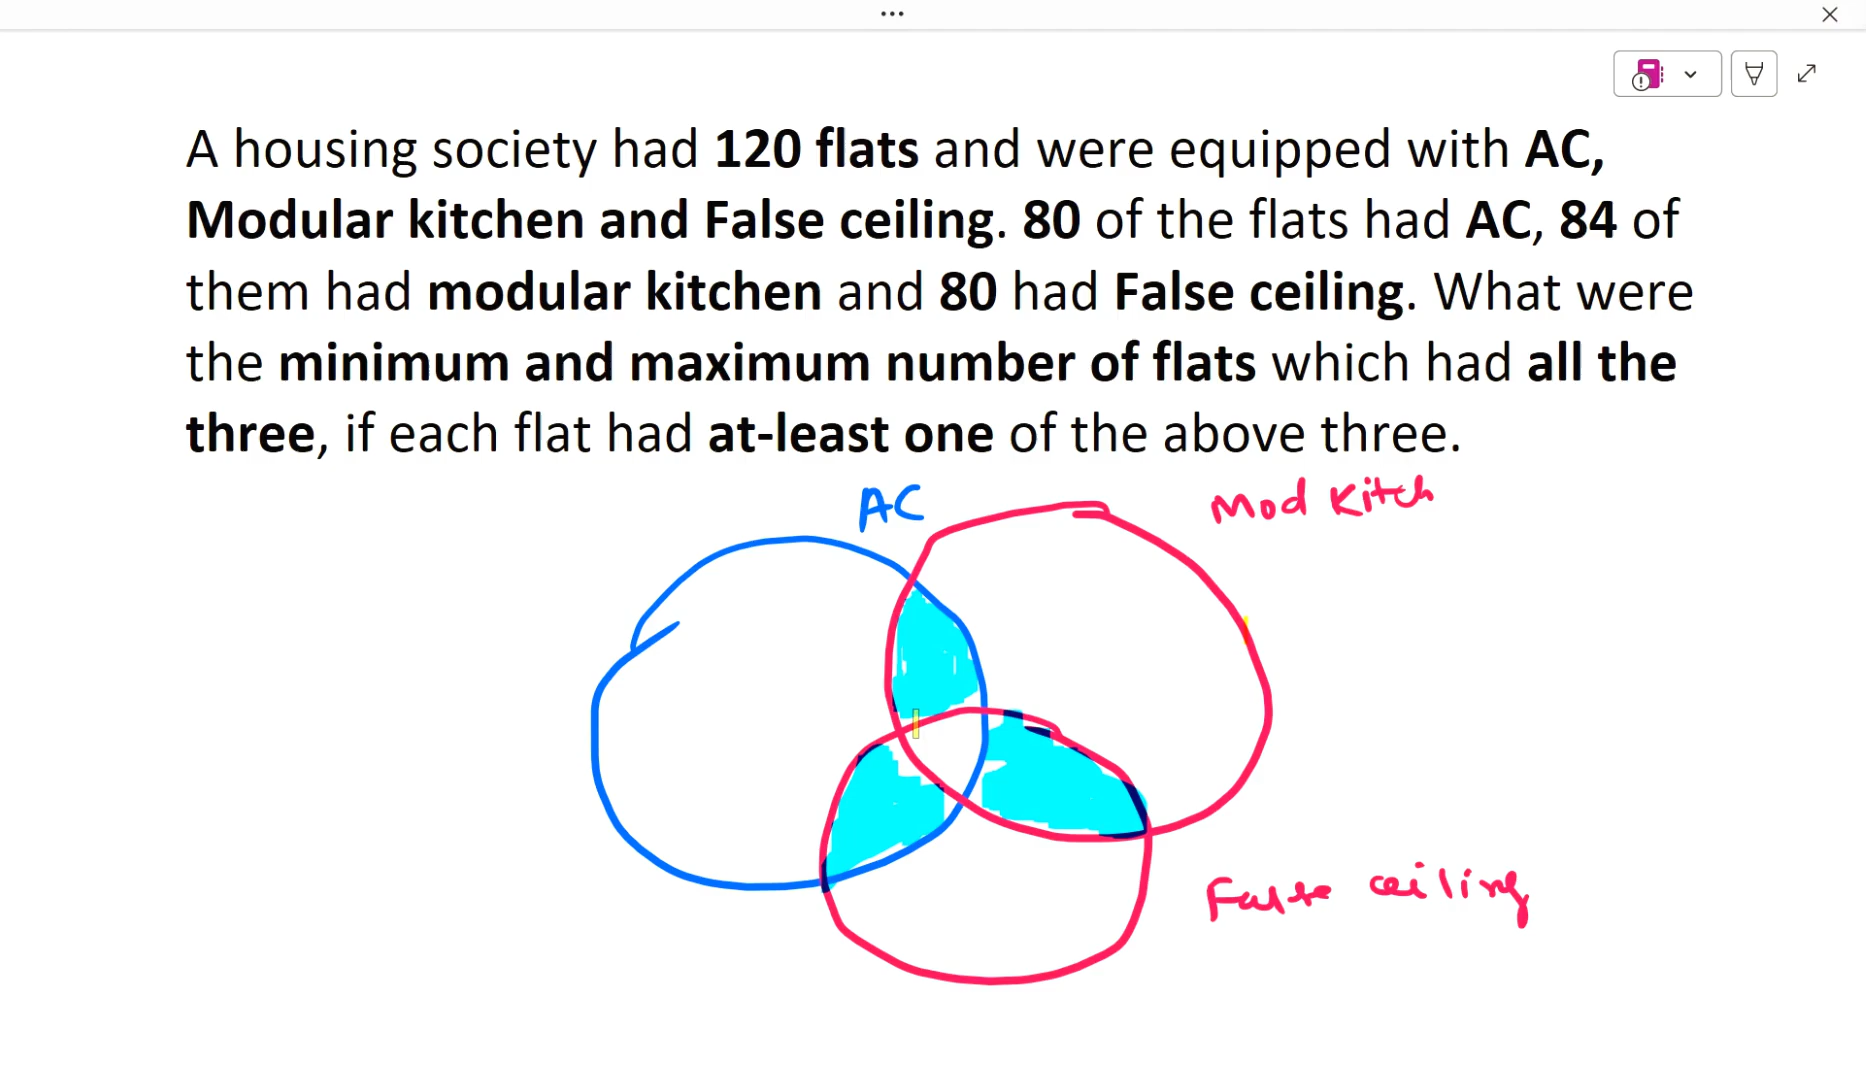 A housing society had 120 flats and were equipped with AC,
Modular kitchen and False ceiling. 80 of the flats had AC, 84 of
them had modular kitchen and 80 had False ceiling. What were
the minimum and maximum number of flats which had all the
three, if each flat had at-least one of the above three.
AC
Mod Kitch
False ceiling